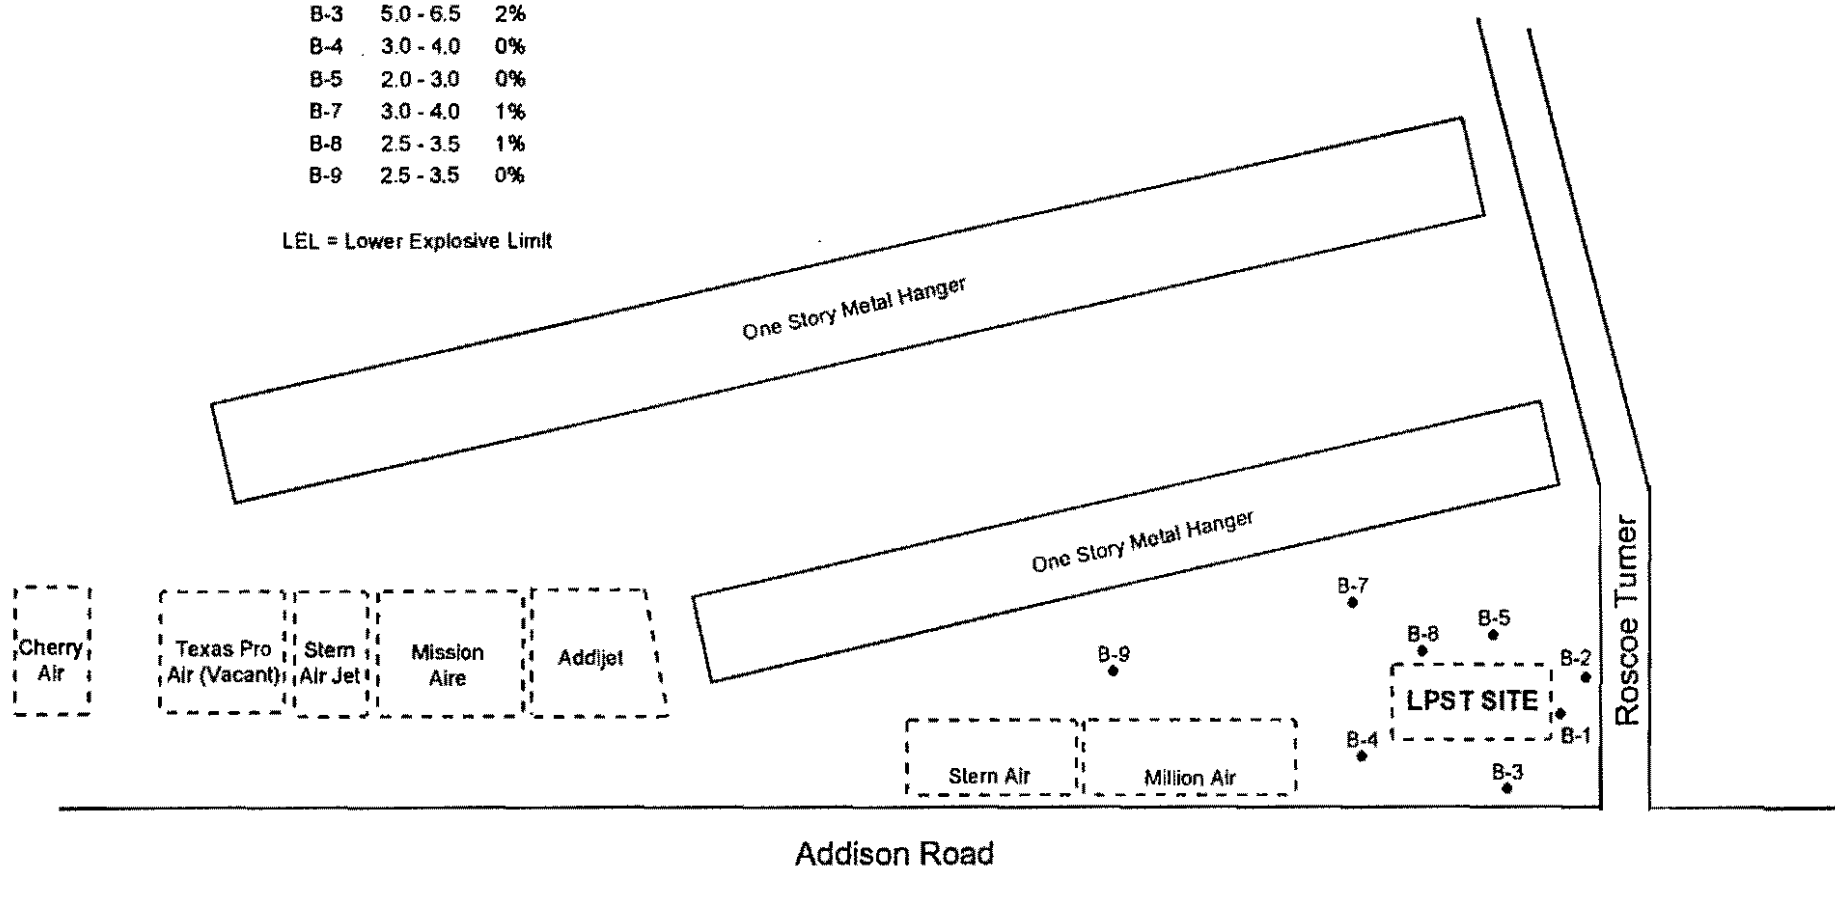 B-3 5.0 - 6.5 2%
B-4 3.0 - 4.0 0%
B-5 2.0 - 3.0 0%
B-7 3.0 - 4.0 1%
B-8 2.5 - 3.5 1%
B-9 2.5 - 3.5 0%
LEL = Lower Explosive Limit
One Story Metal Hanger
One Story Metal Hanger
Roscoe Turner
B-7
B-5
B-8
B-9
B-2
Cherry
Air
Texas Pro
Air (Vacant)
Stern
Air Jet
Mission
Aire
Addijet
LPST SITE
B-1
B-4
B-3
Stern Air
Million Air
Addison Road